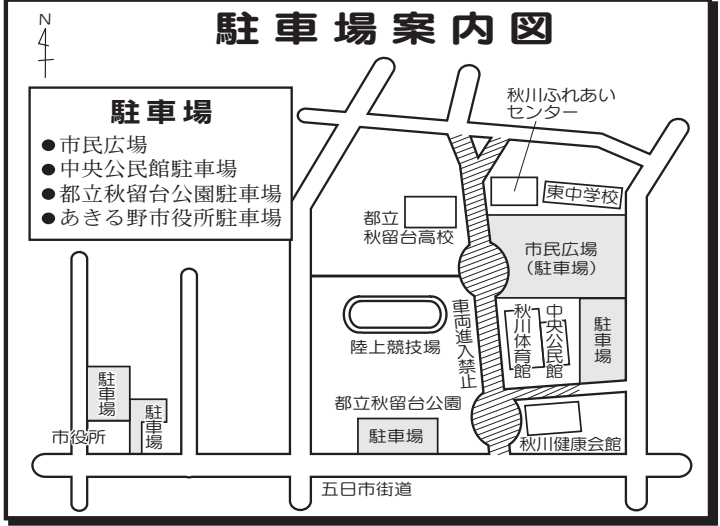 駐車場案内図
N
駐車場
●市民広場
●中央公民館駐車場
●都立秋留台公園駐車場
●あきる野市役所駐車場
秋川ふれあい
センター
東中学校
都立
秋留台高校
市民広場
(駐車場)
車両進入禁止
秋川体育館
中央公民館
駐車場
陸上競技場
都立秋留台公園
駐車場
駐車場
駐車場
市役所
秋川健康会館
五日市街道